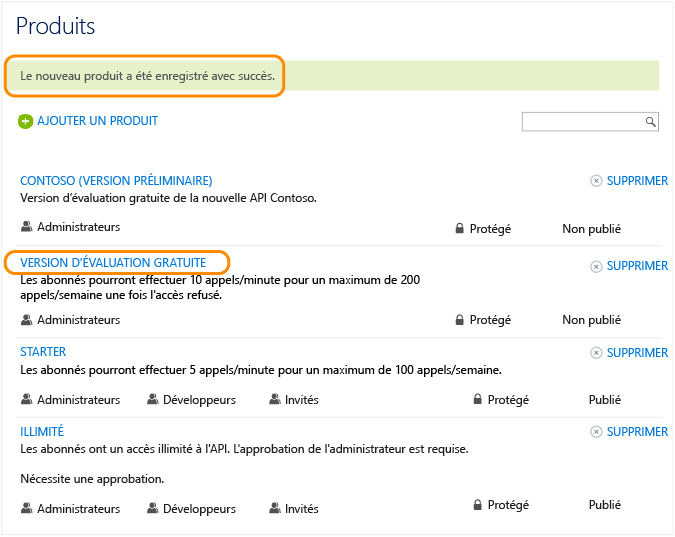 Produits
Le nouveau produit a été enregistré avec succès.
AJOUTER UN PRODUIT
CONTOSO (VERSION PRÉLIMINAIRE) SUPPRIMER
Version d'évaluation gratuite de la nouvelle API Contoso.
Administrateurs Protégé Non publié
VERSION D'ÉVALUATION GRATUITE SUPPRIMER
Les abonnés pourront effectuer 10 appels/minute pour un maximum de 200
appels/semaine une fois l'accès refusé.
Administrateurs Protégé Non publié
STARTER SUPPRIMER
Les abonnés pourront effectuer 5 appels/minute pour un maximum de 100 appels/semaine.
Administrateurs Développeurs Invités Protégé Publié
ILLIMITÉ SUPPRIMER
Les abonnés ont un accès illimité à l'API. L'approbation de l'administrateur est requise.
Nécessite une approbation.
Administrateurs Développeurs Invités Protégé Publié